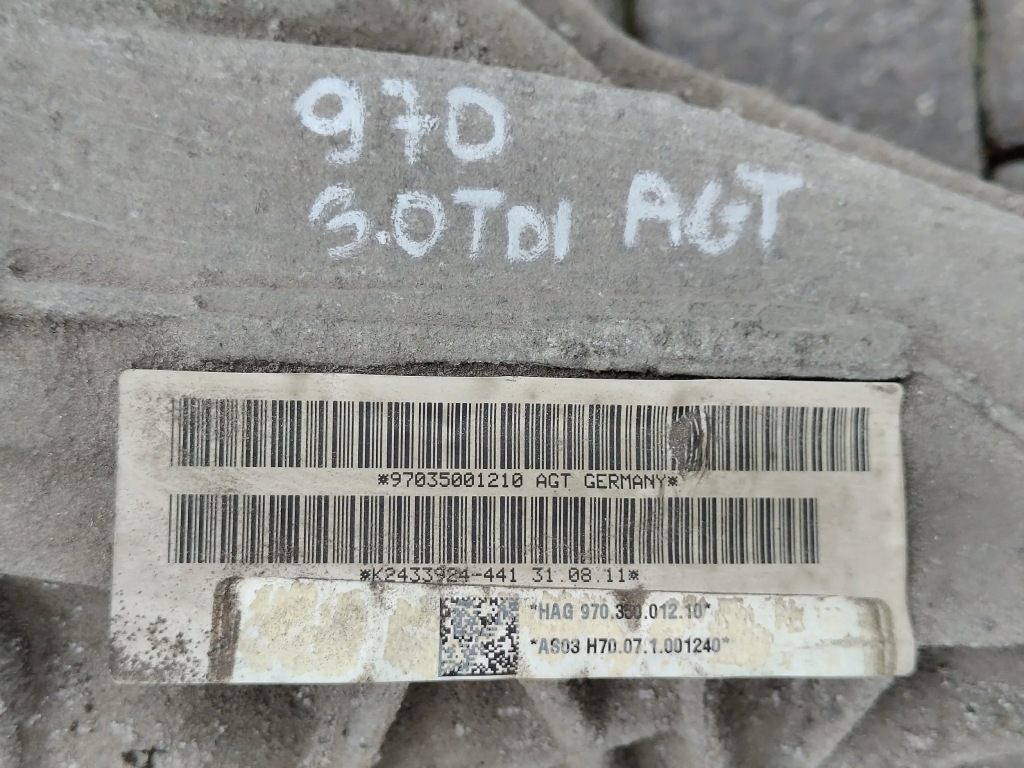 970
3.0TDI AGT
*97035001210 AGT GERMANY*
*K2433924-441 31.08.11*
*HAG 970.350.012.10*
*AS03 H70.07.1.001240*